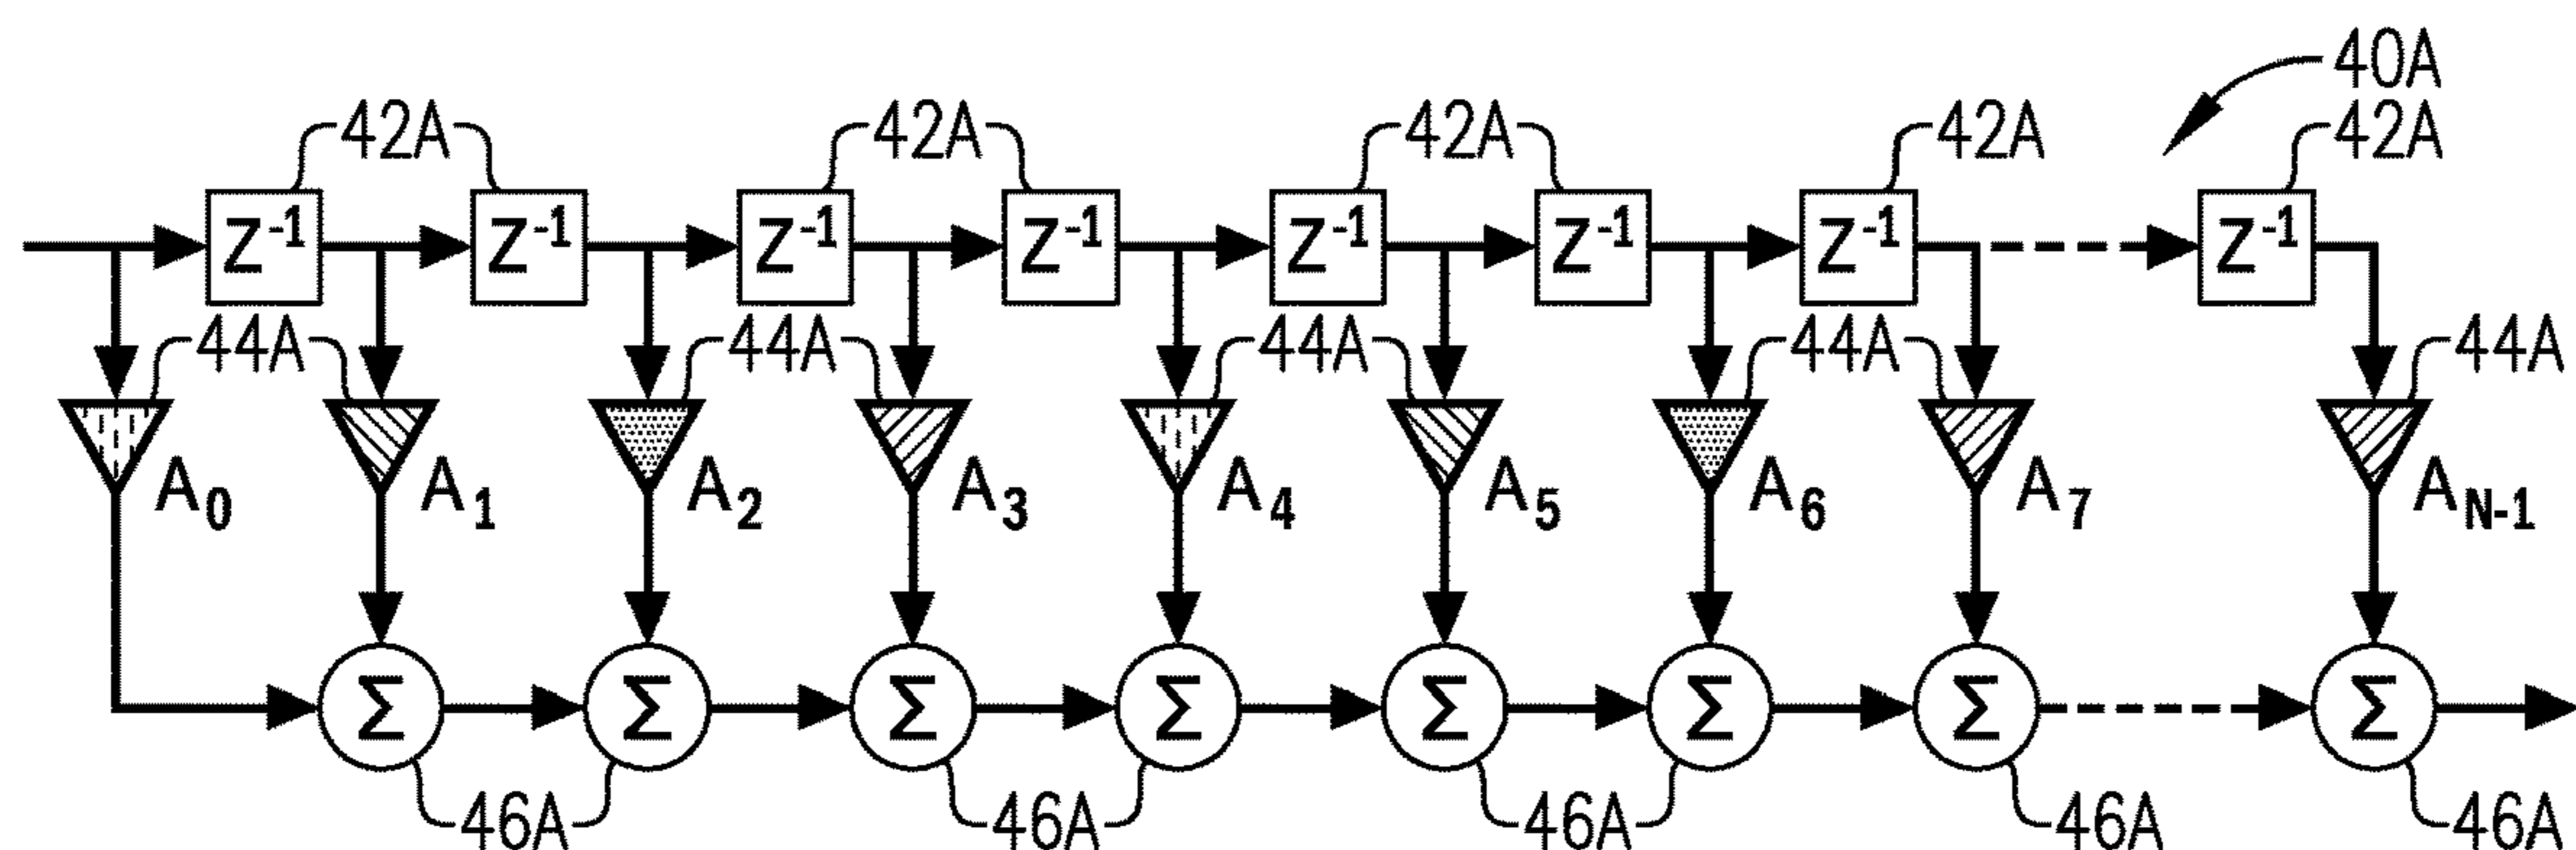 40A
42A 42A 42A 42A 42A
Z⁻¹ Z⁻¹ Z⁻¹ Z⁻¹ Z⁻¹ Z⁻¹ Z⁻¹ Z⁻¹
44A 44A 44A 44A 44A
A₀ A₁ A₂ A₃ A₄ A₅ A₆ A₇ A_N-1
Σ Σ Σ Σ Σ Σ Σ Σ
46A 46A 46A 46A 46A